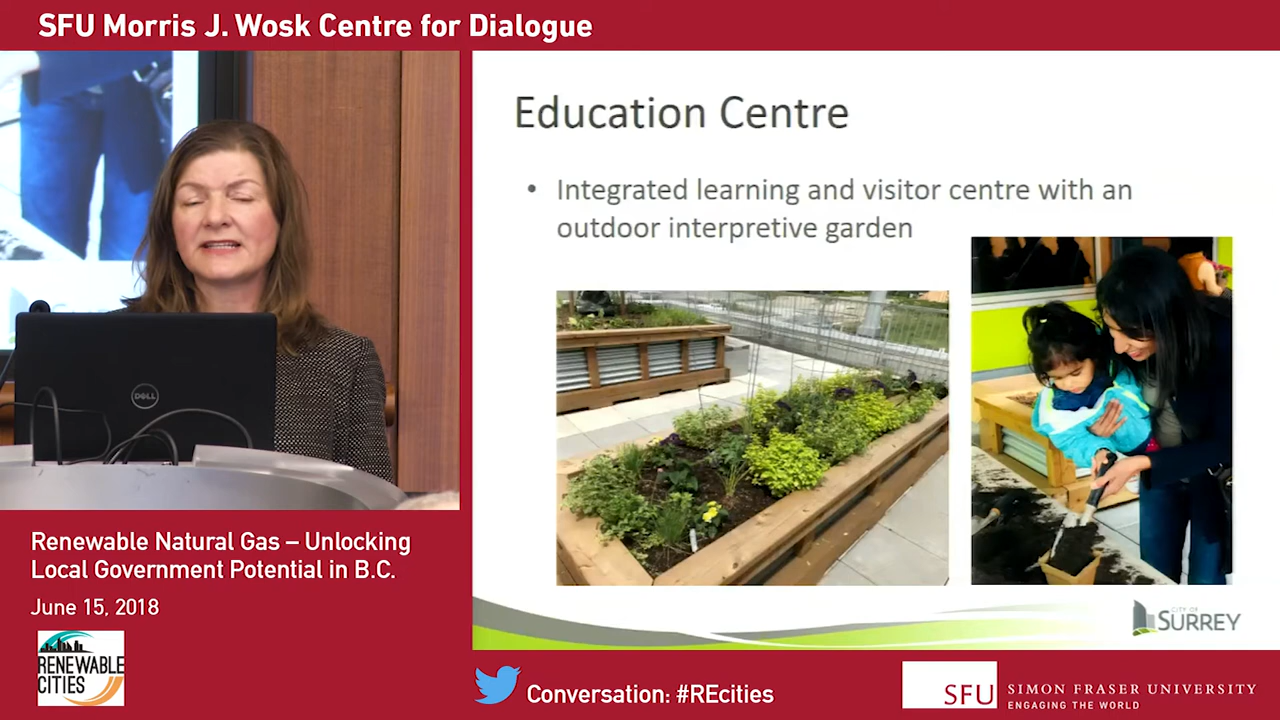 SFU Morris J. Wosk Centre for Dialogue
Education Centre
• Integrated learning and visitor centre with an
outdoor interpretive garden
DELL
CITY OF
SURREY
Renewable Natural Gas – Unlocking
Local Government Potential in B.C.
June 15, 2018
RENEWABLE
CITIES
Conversation: #REcities
SFU
SIMON FRASER UNIVERSITY
ENGAGING THE WORLD